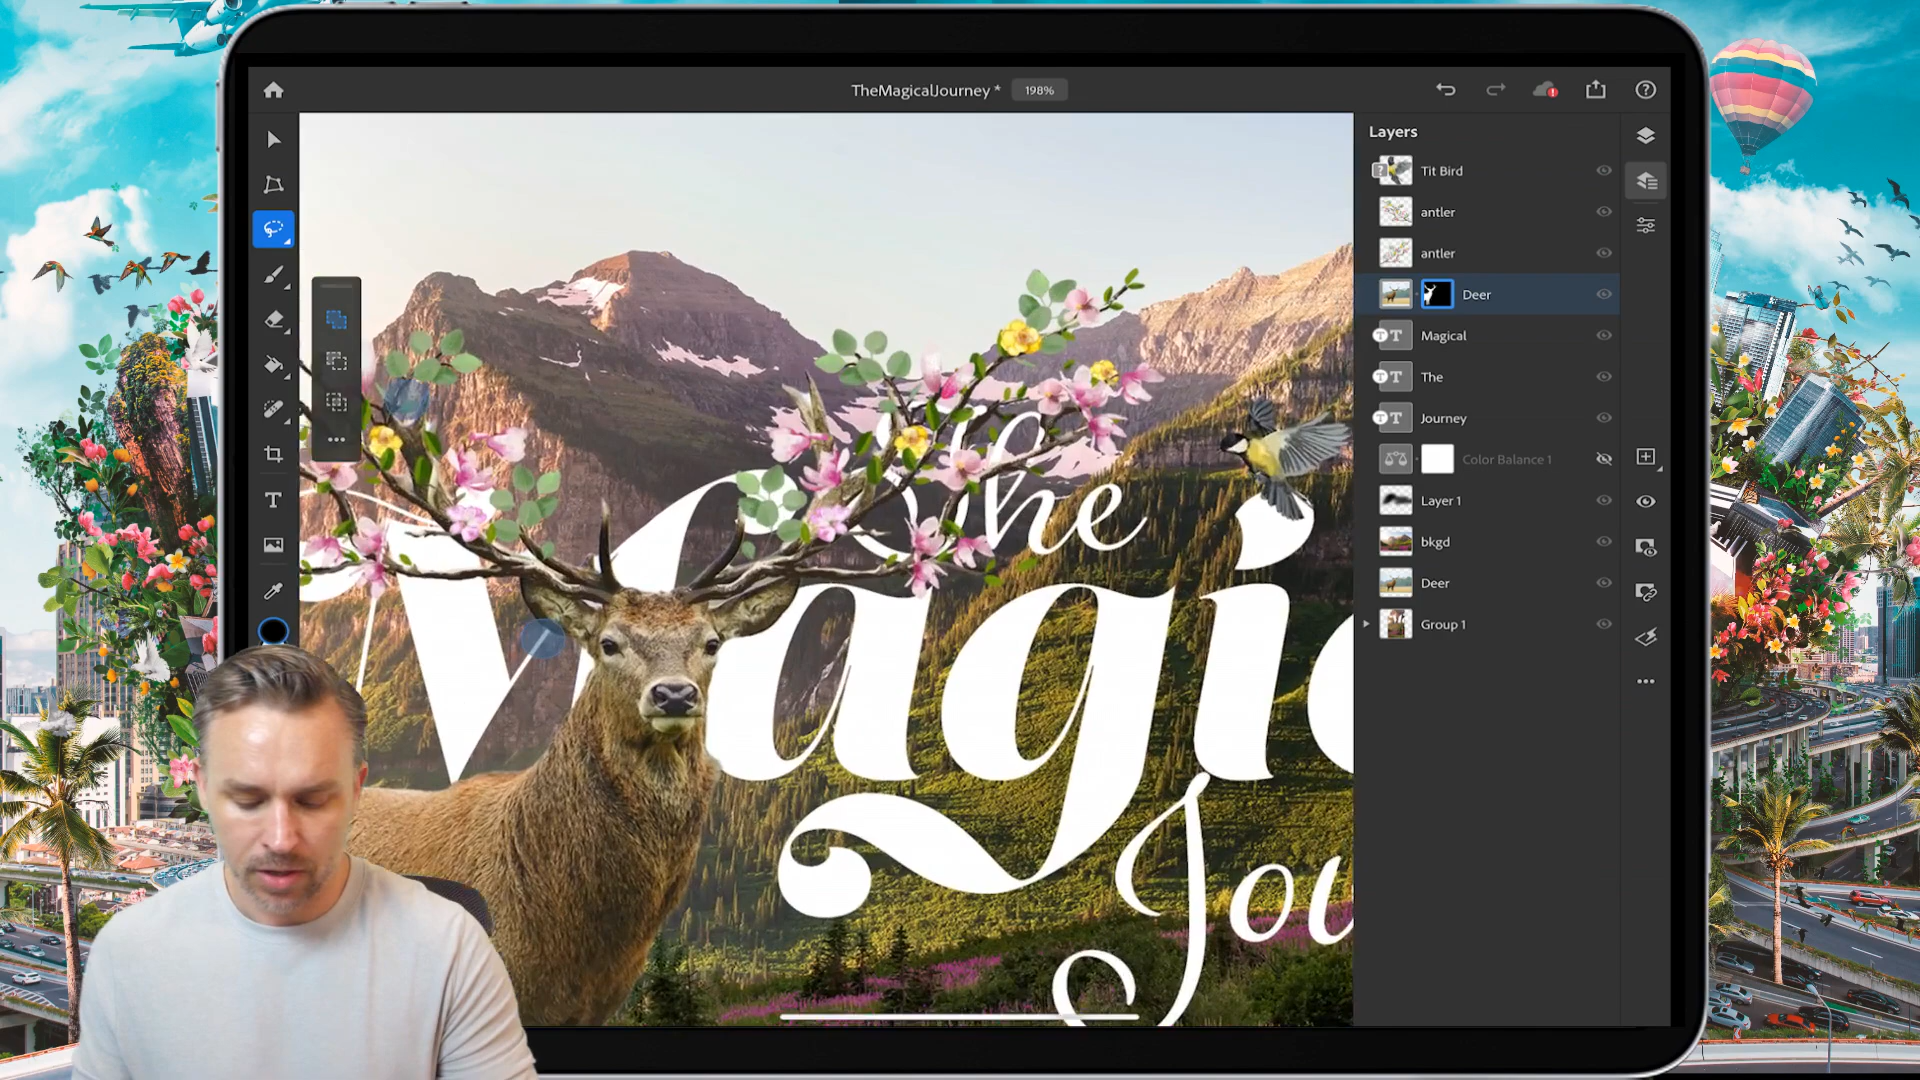 TheMagicalJourney * 198%
Layers
Tit Bird
antler
antler
Deer
T T Magical
T T The
T T Journey
Color Balance 1
Layer 1
bkgd
Deer
Group 1
T
The
Magic
Jou